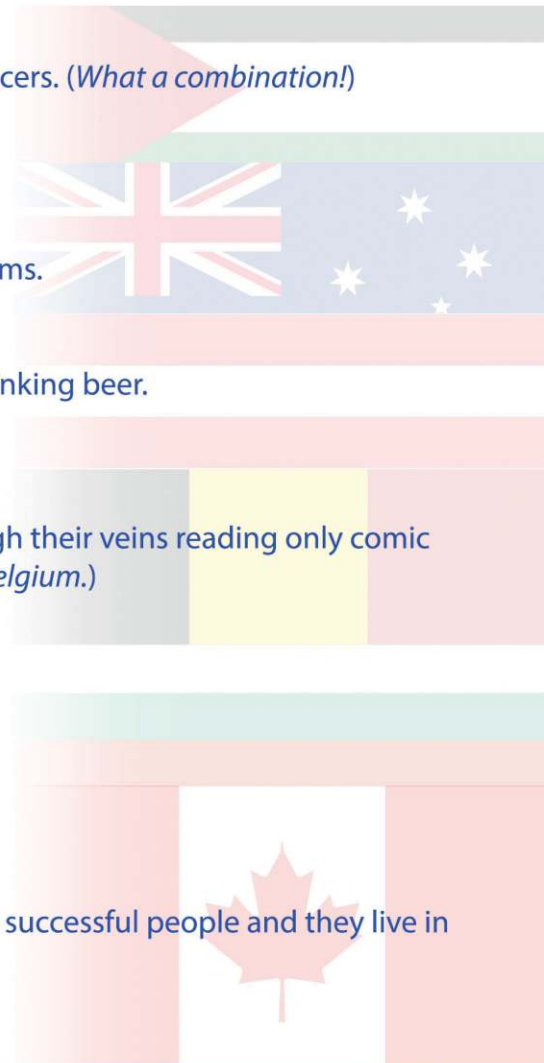 cers. (What a combination!)
ms.
nking beer.
gh their veins reading only comic
elgium.)
successful people and they live in